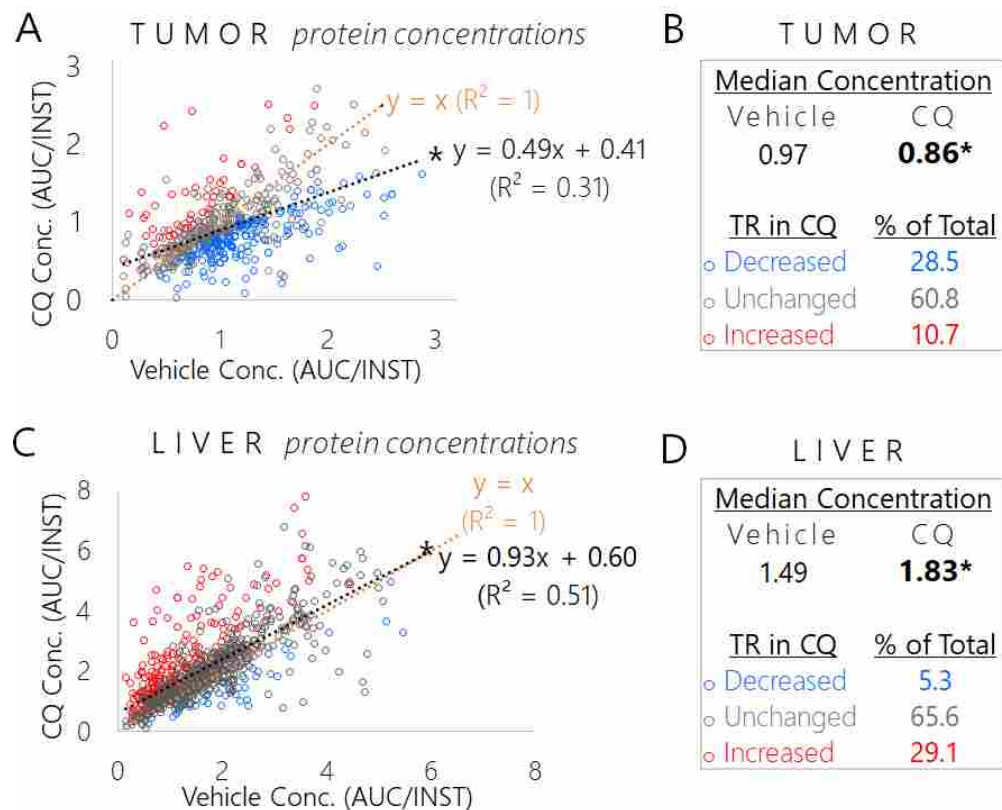 A TUMOR protein concentrations
3
2
1
0
CQ Conc. (AUC/INST)
y = x (R² = 1)
* y = 0.49x + 0.41
(R² = 0.31)
0 1 2 3
Vehicle Conc. (AUC/INST)
B TUMOR
Median Concentration
Vehicle CQ
0.97 0.86*
TR in CQ % of Total
Decreased 28.5
Unchanged 60.8
Increased 10.7
C LIVER protein concentrations
8
6
4
2
0
CQ Conc. (AUC/INST)
y = x
(R² = 1)
* y = 0.93x + 0.60
(R² = 0.51)
0 2 4 6 8
Vehicle Conc. (AUC/INST)
D LIVER
Median Concentration
Vehicle CQ
1.49 1.83*
TR in CQ % of Total
Decreased 5.3
Unchanged 65.6
Increased 29.1